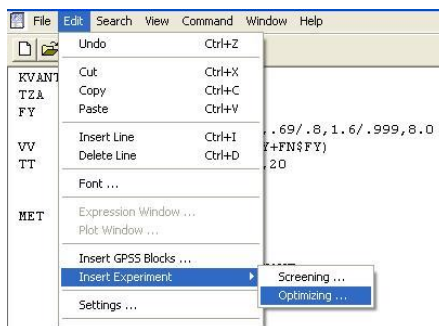 File Edit Search View Command Window Help
Undo Ctrl+Z
KVANT
Cut Ctrl+X
TZA
Copy Ctrl+C
FY
Paste Ctrl+V
,.69/.8,1.6/.999,8.0
Insert Line Ctrl+I
VV
Y+FN$FY)
Delete Line Ctrl+D
TT
,20
Font ...
MET
Expression Window ...
Plot Window ...
Insert GPSS Blocks ...
Insert Experiment
Screening ...
Optimizing ...
Settings ...